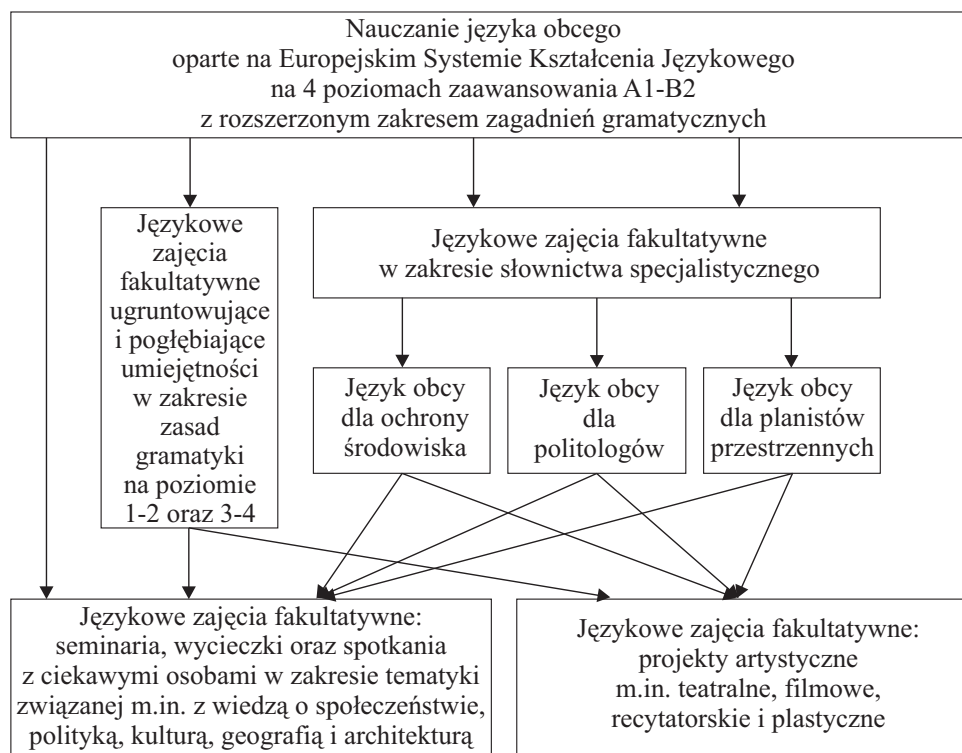 Nauczanie języka obcego
oparte na Europejskim Systemie Kształcenia Językowego
na 4 poziomach zaawansowania A1-B2
z rozszerzonym zakresem zagadnień gramatycznych
Językowe
zajęcia
fakultatywne
ugruntowujące
i pogłębiające
umiejętności
w zakresie
zasad
gramatyki
na poziomie
1-2 oraz 3-4
Językowe zajęcia fakultatywne
w zakresie słownictwa specjalistycznego
Język obcy
dla ochrony
środowiska
Język obcy
dla
politologów
Język obcy
dla planistów
przestrzennych
Językowe zajęcia fakultatywne:
seminaria, wycieczki oraz spotkania
z ciekawymi osobami w zakresie tematyki
związanej m.in. z wiedzą o społeczeństwie,
polityką, kulturą, geografią i architekturą
Językowe zajęcia fakultatywne:
projekty artystyczne
m.in. teatralne, filmowe,
recytatorskie i plastyczne